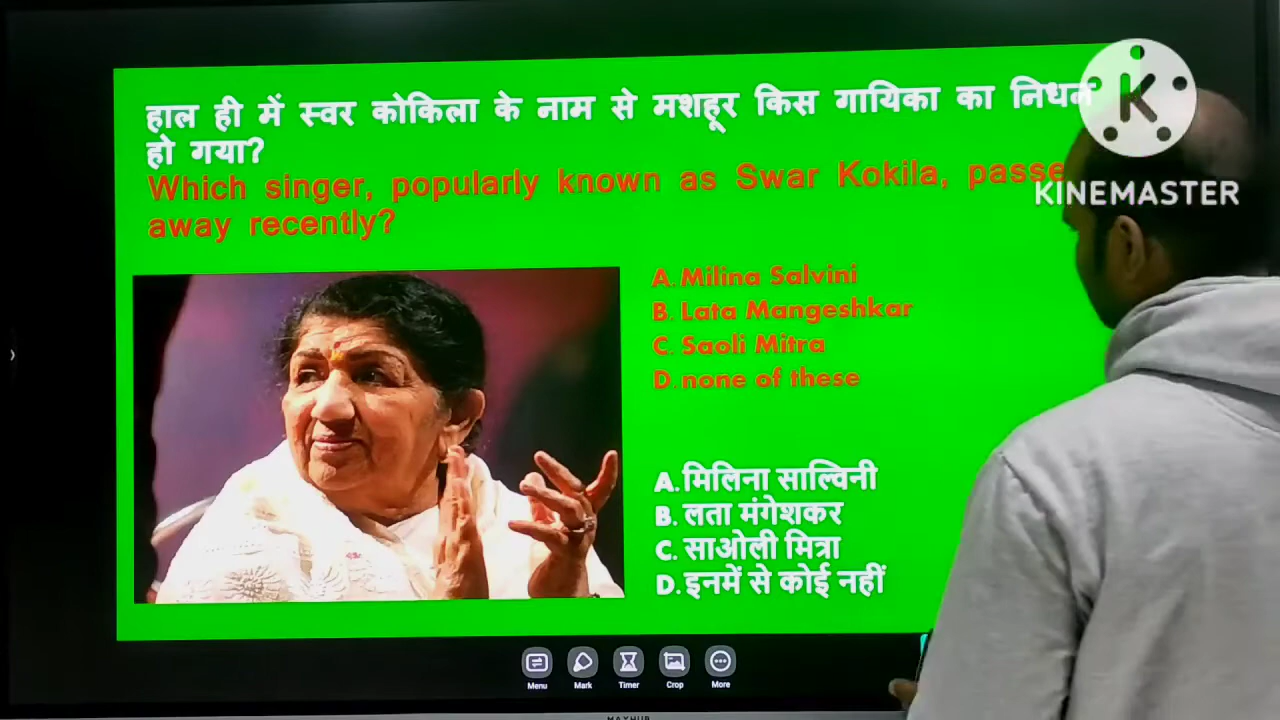 हाल ही में स्वर कोकिला के नाम से मशहूर किस गायिका का निधन
हो गया?
Which singer, popularly known as Swar Kokila, passe
away recently?
A. Milina Salvini
B. Lata Mangeshkar
C. Saoli Mitra
D. none of these
A. मिलिना साल्विनी
B. लता मंगेशकर
C. साओली मित्रा
D. इनमें से कोई नहीं
K
KINEMASTER
Menu Mark Timer Crop More